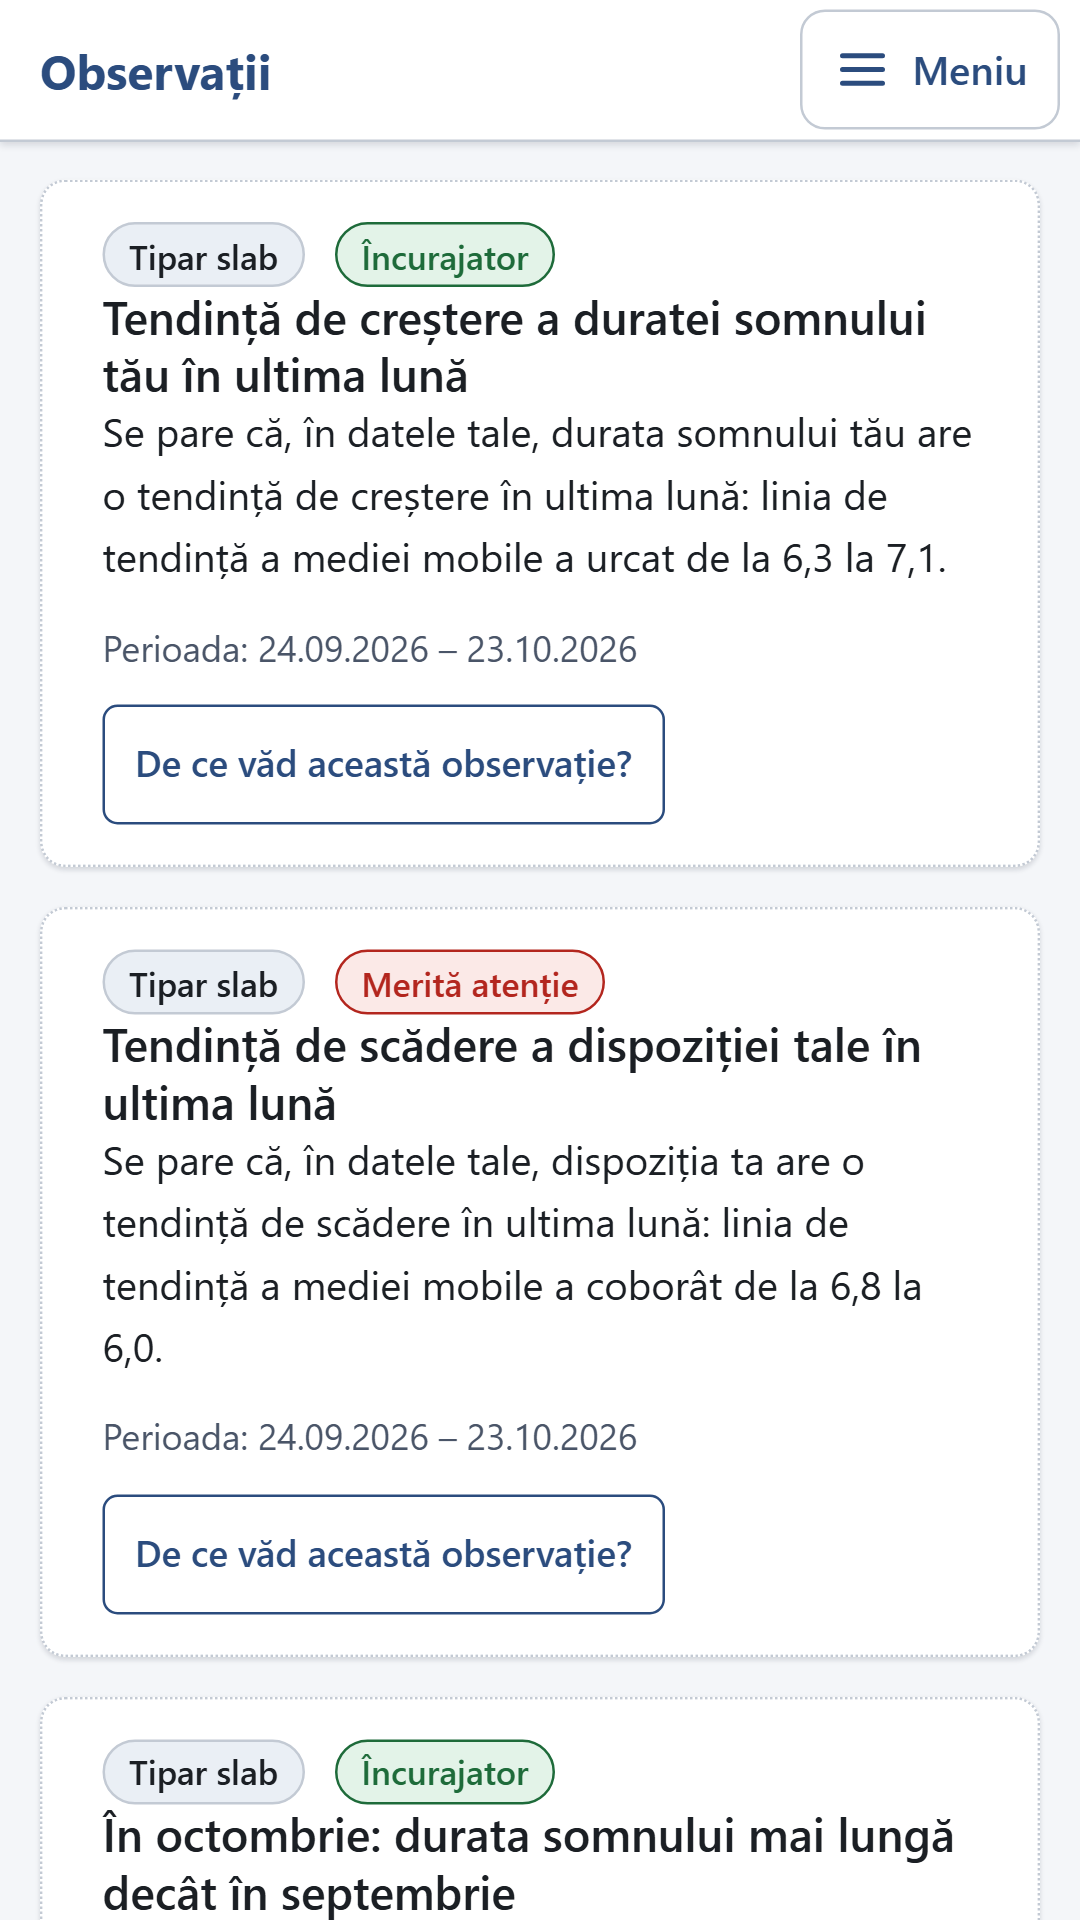 Observații
Meniu
Tipar slab
Încurajator
Tendință de creștere a duratei somnului
tău în ultima lună
Se pare că, în datele tale, durata somnului tău are
o tendință de creștere în ultima lună: linia de
tendință a mediei mobile a urcat de la 6,3 la 7,1.
Perioada: 24.09.2026 – 23.10.2026
De ce văd această observație?
Tipar slab
Merită atenție
Tendință de scădere a dispoziției tale în
ultima lună
Se pare că, în datele tale, dispoziția ta are o
tendință de scădere în ultima lună: linia de
tendință a mediei mobile a coborât de la 6,8 la
6,0.
Perioada: 24.09.2026 – 23.10.2026
De ce văd această observație?
Tipar slab
Încurajator
În octombrie: durata somnului mai lungă
decât în septembrie